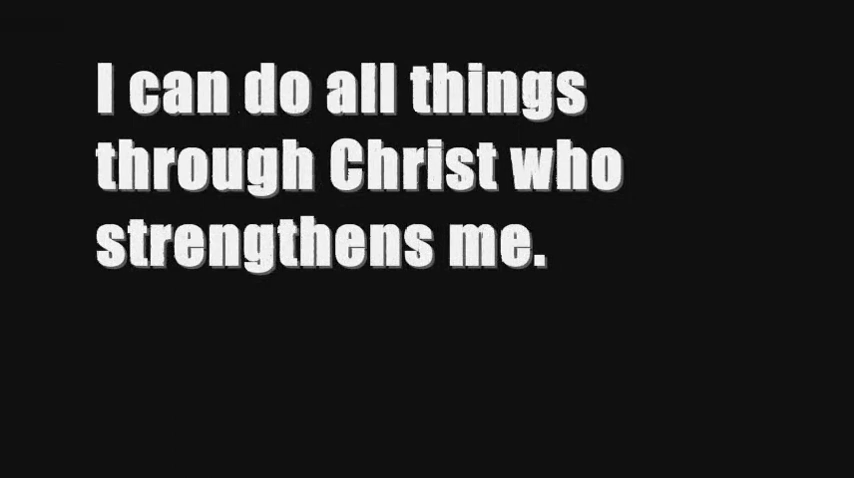 I can do all things
through Christ who
strengthens me.